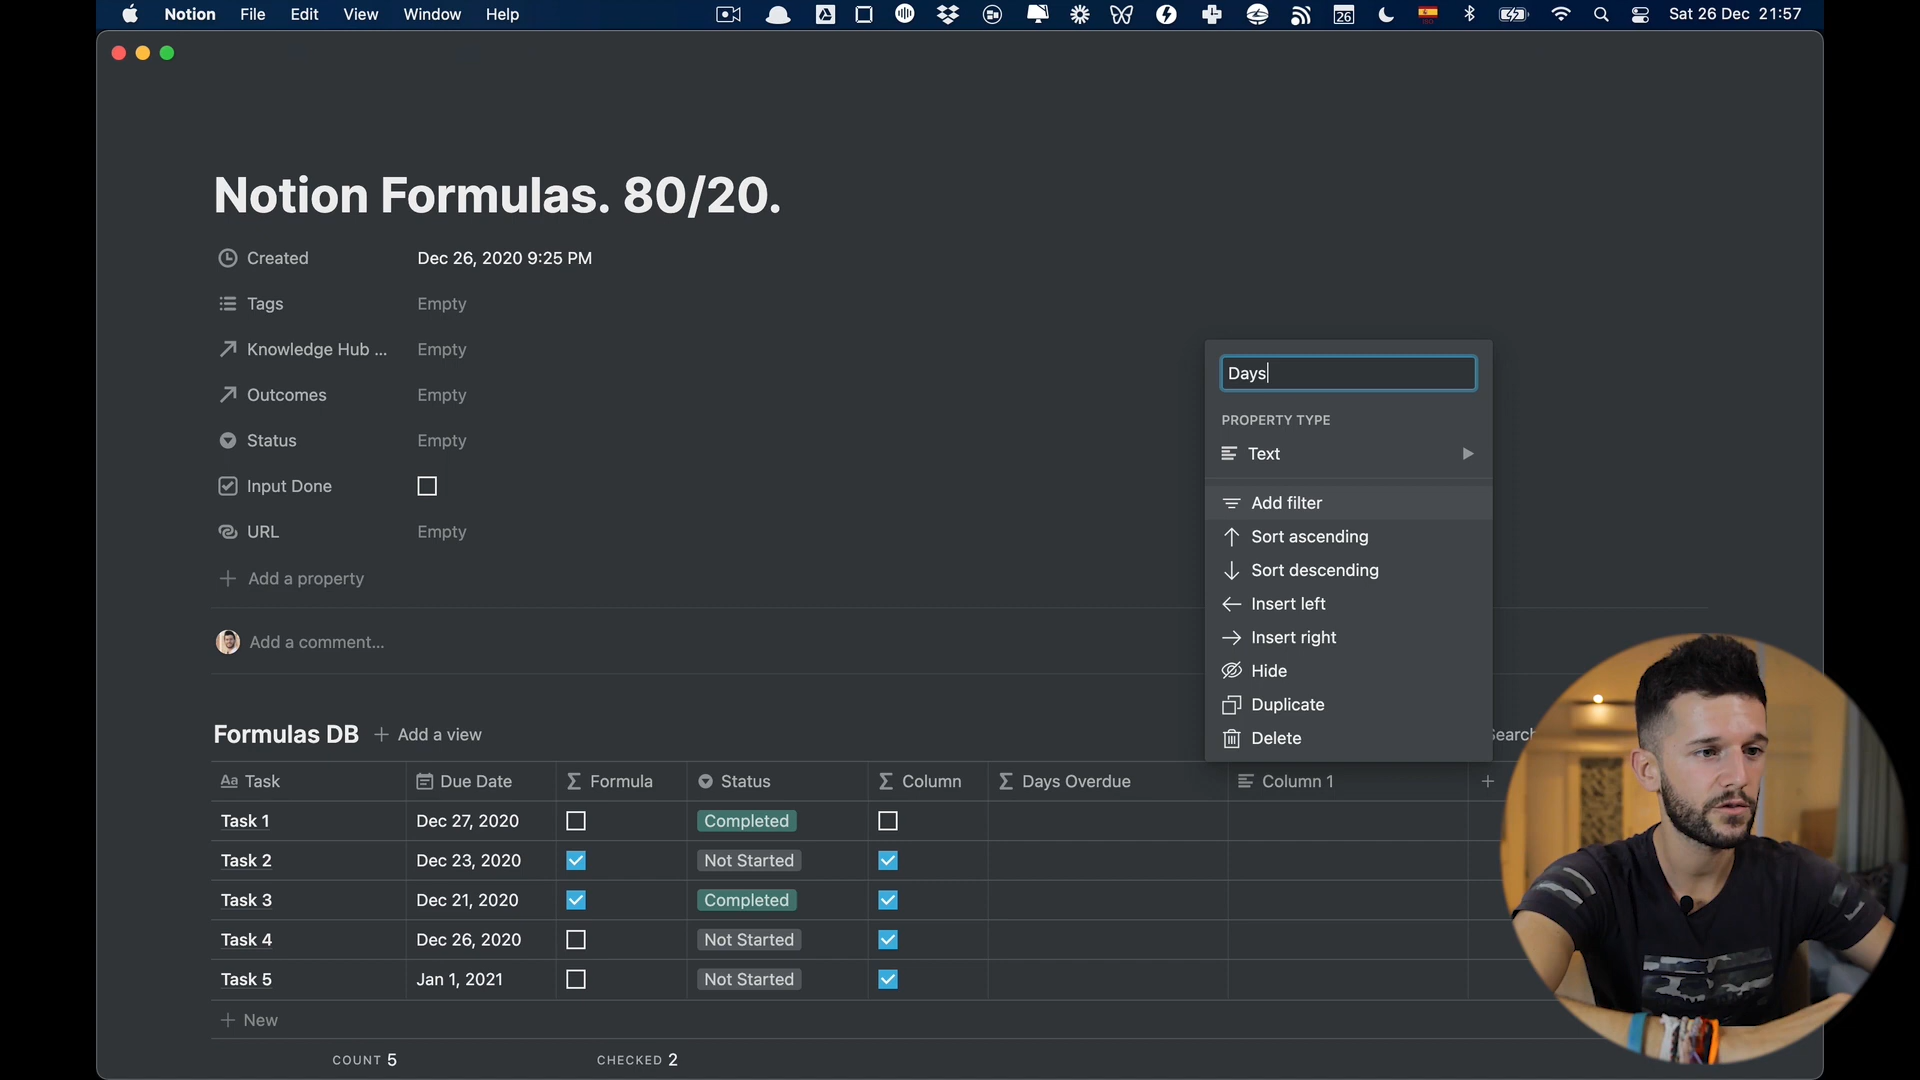 Notion File Edit View Window Help 26 Sat 26 Dec 21:57
Notion Formulas. 80/20.
Created Dec 26, 2020 9:25 PM
Tags Empty
Knowledge Hub ... Empty
Outcomes Empty
Status Empty
Input Done
URL Empty
Add a property
Add a comment...
Days
PROPERTY TYPE
Text
Add filter
Sort ascending
Sort descending
Insert left
Insert right
Hide
Duplicate
Delete
Formulas DB + Add a view Search
Aa Task Due Date Σ Formula Status Σ Column Σ Days Overdue Column 1 +
Task 1 Dec 27, 2020 Completed
Task 2 Dec 23, 2020 Not Started
Task 3 Dec 21, 2020 Completed
Task 4 Dec 26, 2020 Not Started
Task 5 Jan 1, 2021 Not Started
+ New
COUNT 5 CHECKED 2